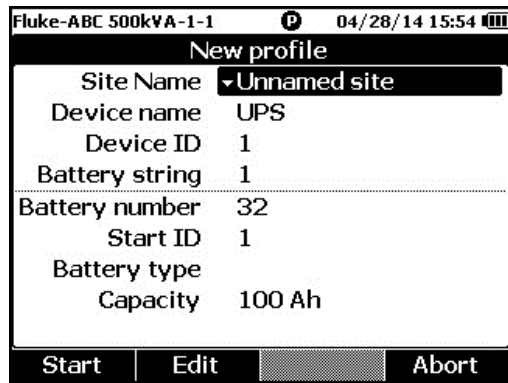 Fluke-ABC 500kVA-1-1 P 04/28/14 15:54
New profile
Site Name Unnamed site
Device name UPS
Device ID 1
Battery string 1
Battery number 32
Start ID 1
Battery type
Capacity 100 Ah
Start Edit Abort